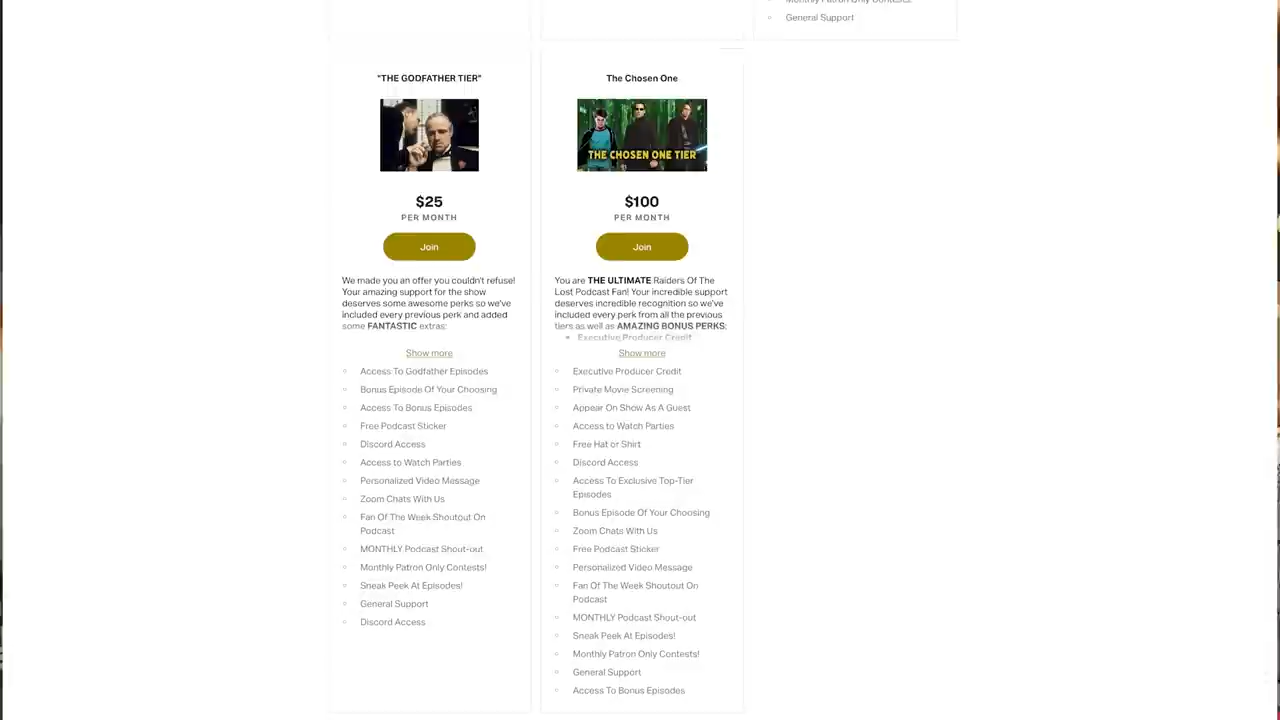 Monthly Patron Only Contests!
General Support
"THE GODFATHER TIER"
$25
PER MONTH
Join
We made you an offer you couldn't refuse!
Your amazing support for the show
deserves some awesome perks so we've
included every previous perk and added
some FANTASTIC extras:
Show more
Access To Godfather Episodes
Bonus Episode Of Your Choosing
Access To Bonus Episodes
Free Podcast Sticker
Discord Access
Access to Watch Parties
Personalized Video Message
Zoom Chats With Us
Fan Of The Week Shoutout On
Podcast
MONTHLY Podcast Shout-out
Monthly Patron Only Contests!
Sneak Peek At Episodes!
General Support
Discord Access
The Chosen One
THE CHOSEN ONE TIER
$100
PER MONTH
Join
You are THE ULTIMATE Raiders Of The
Lost Podcast Fan! Your incredible support
deserves incredible recognition so we've
included every perk from all the previous
tiers as well as AMAZING BONUS PERKS:
Executive Producer Credit
Show more
Executive Producer Credit
Private Movie Screening
Appear On Show As A Guest
Access to Watch Parties
Free Hat or Shirt
Discord Access
Access To Exclusive Top-Tier
Episodes
Bonus Episode Of Your Choosing
Zoom Chats With Us
Free Podcast Sticker
Personalized Video Message
Fan Of The Week Shoutout On
Podcast
MONTHLY Podcast Shout-out
Sneak Peek At Episodes!
Monthly Patron Only Contests!
General Support
Access To Bonus Episodes